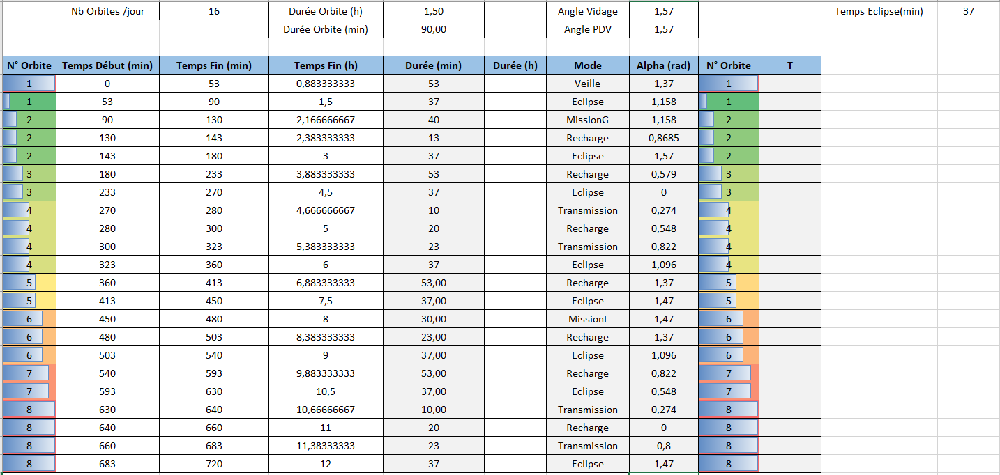 Nb Orbites /jour 16 Durée Orbite (h) 1,50 Angle Vidage 1,57 Temps Eclipse(min) 37
Durée Orbite (min) 90,00 Angle PDV 1,57
N° Orbite Temps Début (min) Temps Fin (min) Temps Fin (h) Durée (min) Durée (h) Mode Alpha (rad) N° Orbite T
1 0 53 0,883333333 53 Veille 1,37 1
1 53 90 1,5 37 Eclipse 1,158 1
2 90 130 2,166666667 40 MissionG 1,158 2
2 130 143 2,383333333 13 Recharge 0,8685 2
2 143 180 3 37 Eclipse 1,57 2
3 180 233 3,883333333 53 Recharge 0,579 3
3 233 270 4,5 37 Eclipse 0 3
4 270 280 4,666666667 10 Transmission 0,274 4
4 280 300 5 20 Recharge 0,548 4
4 300 323 5,383333333 23 Transmission 0,822 4
4 323 360 6 37 Eclipse 1,096 4
5 360 413 6,883333333 53,00 Recharge 1,37 5
5 413 450 7,5 37,00 Eclipse 1,47 5
6 450 480 8 30,00 MissionI 1,47 6
6 480 503 8,383333333 23,00 Recharge 1,37 6
6 503 540 9 37,00 Eclipse 1,096 6
7 540 593 9,883333333 53,00 Recharge 0,822 7
7 593 630 10,5 37,00 Eclipse 0,548 7
8 630 640 10,66666667 10,00 Transmission 0,274 8
8 640 660 11 20 Recharge 0 8
8 660 683 11,38333333 23 Transmission 0,8 8
8 683 720 12 37 Eclipse 1,47 8